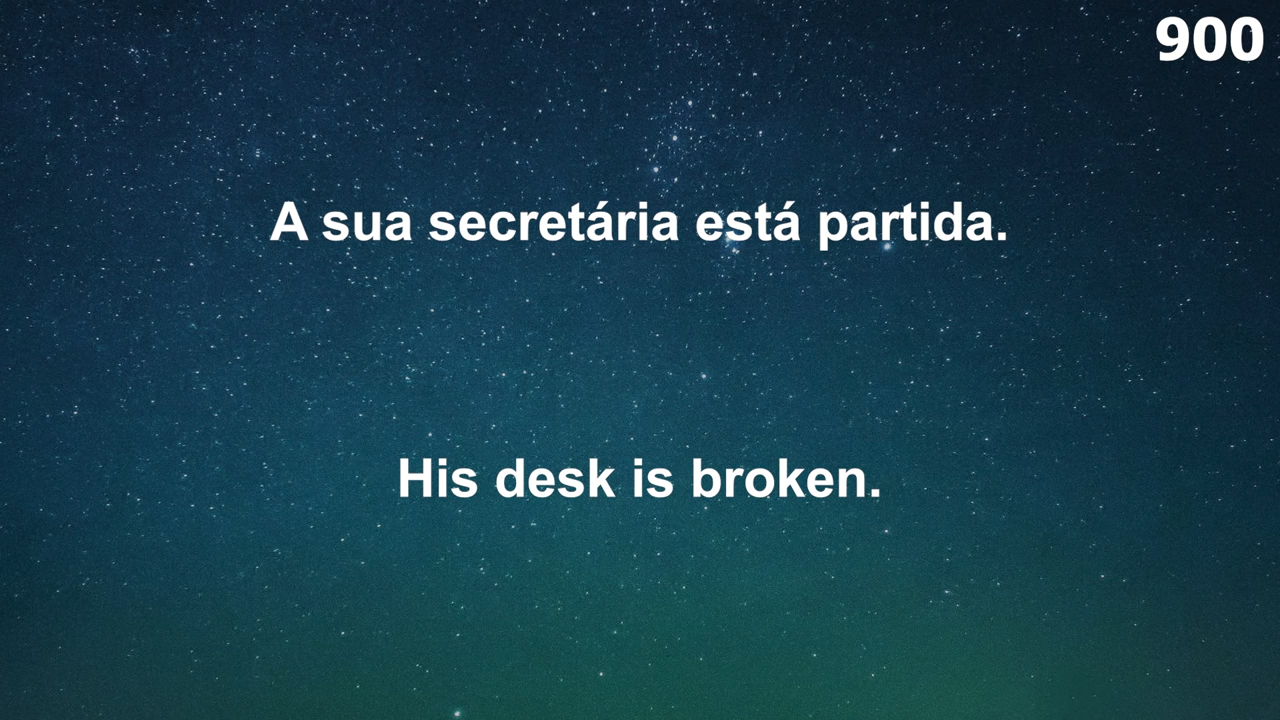 900
A sua secretária está partida.
His desk is broken.